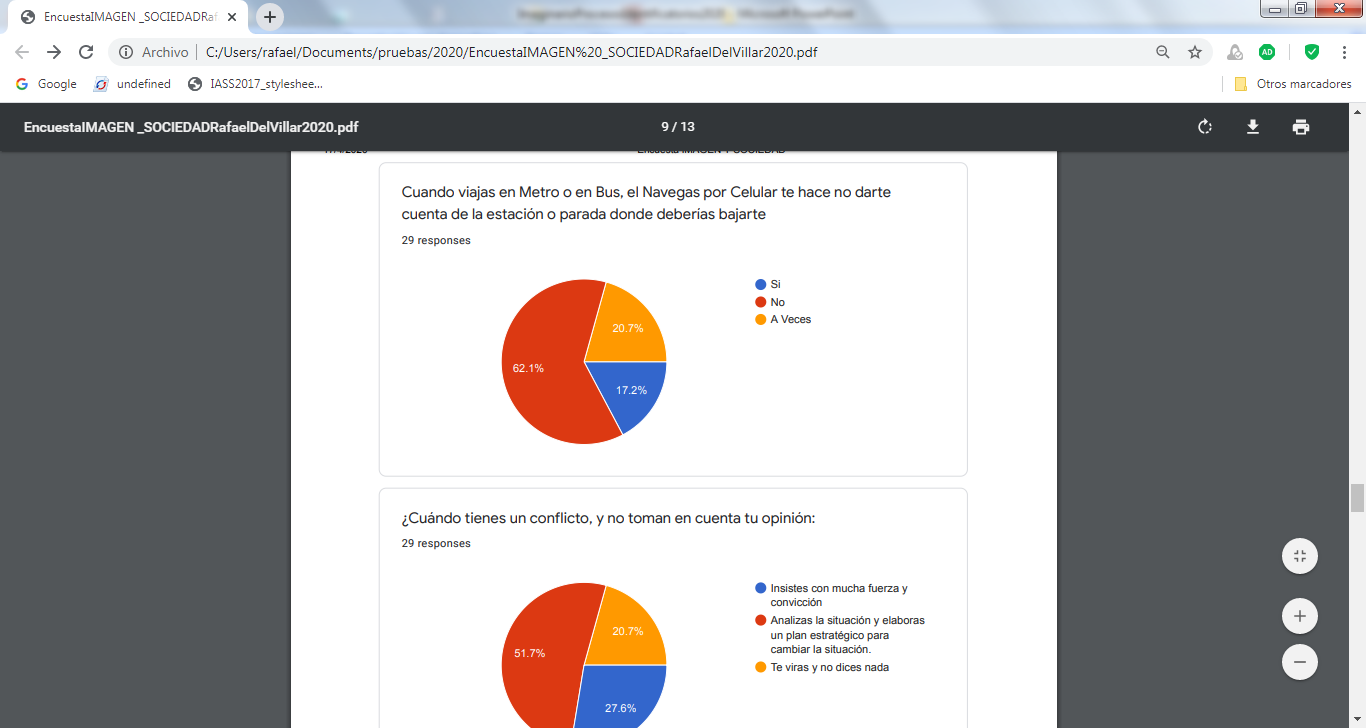 EncuestaIMAGEN _SOCIEDADRaf
Archivo
C:/Users/rafael/Documents/pruebas/2020/EncuestaIMAGEN%20_SOCIEDADRafaelDelVillar2020.pdf
AD
Google
undefined
IASS2017_styleshee...
Otros marcadores
EncuestaIMAGEN _SOCIEDADRafaelDelVillar2020.pdf
9 / 13
Cuando viajas en Metro o en Bus, el Navegas por Celular te hace no darte
cuenta de la estación o parada donde deberías bajarte
29 responses
Si
No
A Veces
20.7%
62.1%
17.2%
¿Cuándo tienes un conflicto, y no toman en cuenta tu opinión:
29 responses
Insistes con mucha fuerza y
convicción
Analizas la situación y elaboras
un plan estratégico para
cambiar la situación.
Te viras y no dices nada
20.7%
51.7%
27.6%